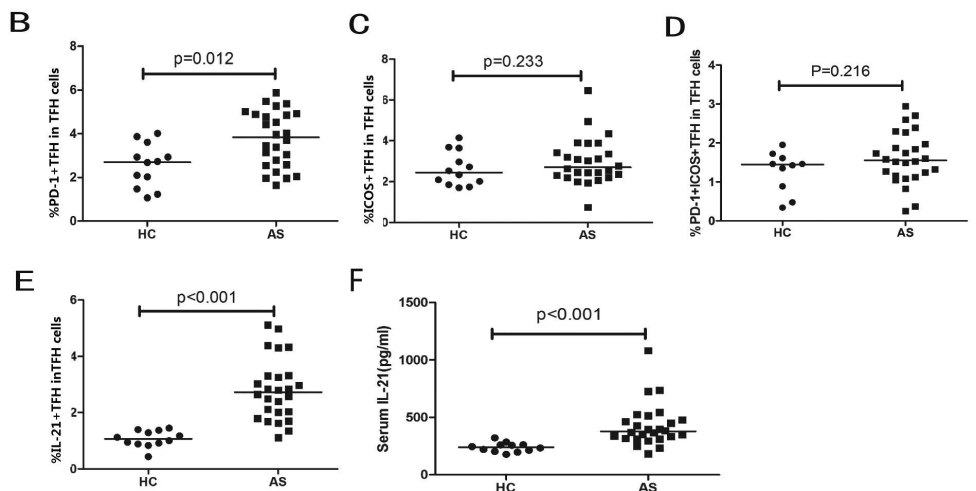 B
p=0.012
%PD-1+TFH in TFH cells
8
6
4
2
0
HC
AS
C
p=0.233
%ICOS+TFH in TFH cells
8
6
4
2
0
HC
AS
D
P=0.216
%PD-1+ICOS+TFH in TFH cells
4
3
2
1
0
HC
AS
E
p<0.001
%IL-21+TFH inTFH cells
6
4
2
0
HC
AS
F
p<0.001
Serum IL-21(pg/ml)
1500
1000
500
0
HC
AS